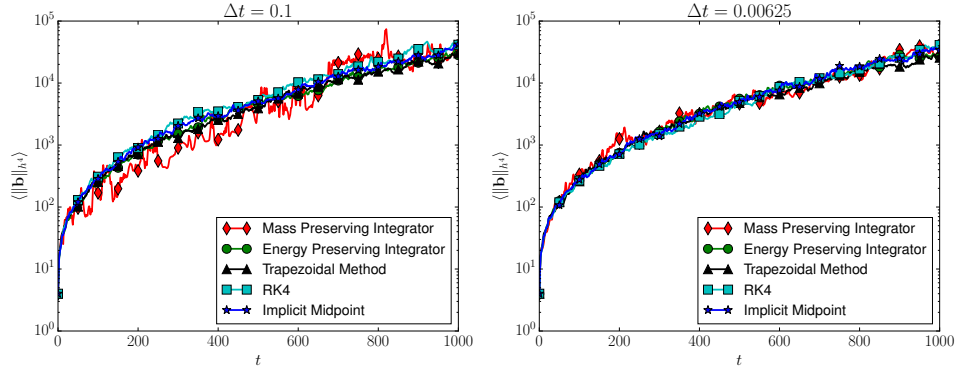 Δt = 0.1
10^5
10^4
10^3
10^2
10^1
10^0
⟨‖b‖_{h^4}⟩
Mass Preserving Integrator
Energy Preserving Integrator
Trapezoidal Method
RK4
Implicit Midpoint
0 200 400 600 800 1000
t
Δt = 0.00625
10^5
10^4
10^3
10^2
10^1
10^0
⟨‖b‖_{h^4}⟩
Mass Preserving Integrator
Energy Preserving Integrator
Trapezoidal Method
RK4
Implicit Midpoint
0 200 400 600 800 1000
t